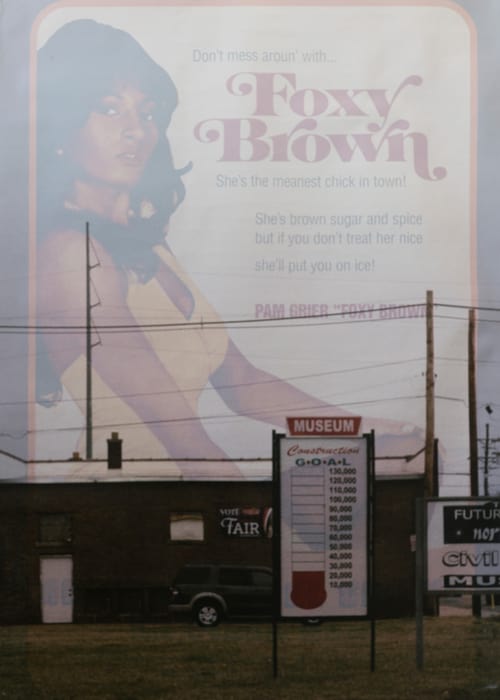 Don't mess aroun' with...
Foxy
Brown
She's the meanest chick in town!
She's brown sugar and spice
but if you don't treat her nice
she'll put you on ice!
PAM GRIER "FOXY BROWN
MUSEUM
Construction
G•O•A•L
130,000
120,000
110,000
100,000
90,000
80,000
70,000
60,000
50,000
40,000
30,000
20,000
10,000
VOTE
FAIR
FUTUR
nor
civil
MU